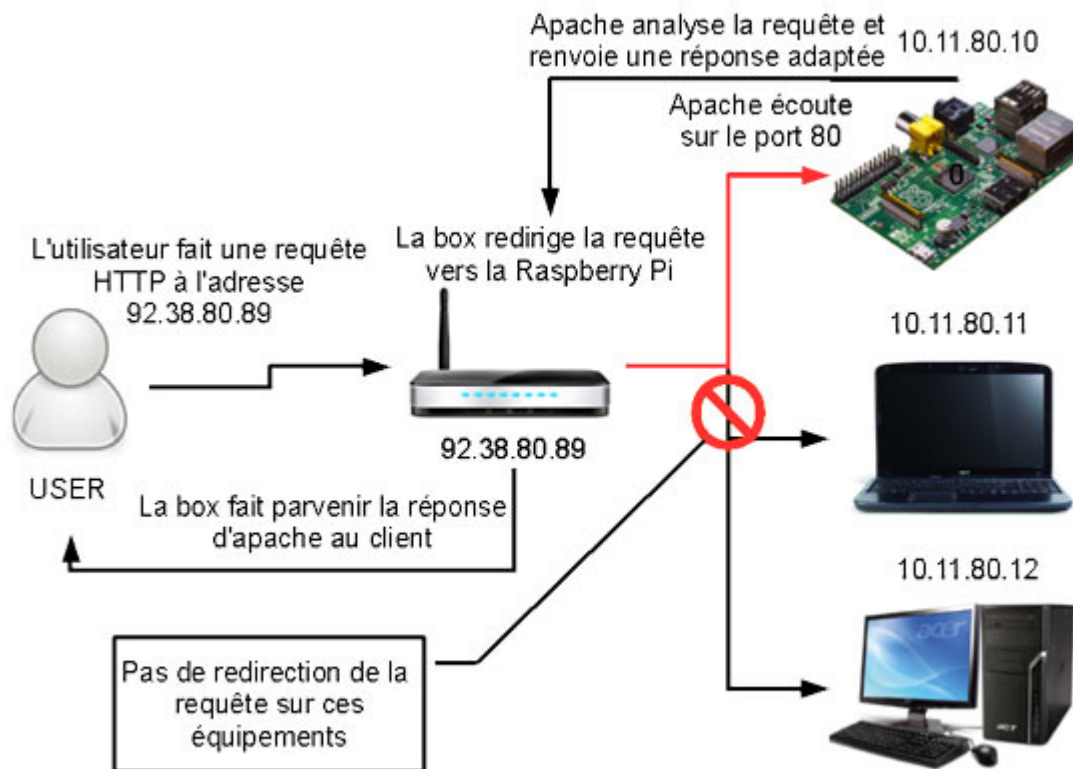 Apache analyse la requête et
renvoie une réponse adaptée
10.11.80.10
Apache écoute
sur le port 80
0
L'utilisateur fait une requête
HTTP à l'adresse
92.38.80.89
La box redirige la requête
vers la Raspberry Pi
10.11.80.11
92.38.80.89
USER
La box fait parvenir la réponse
d'apache au client
10.11.80.12
acer
acer
Pas de redirection de la
requête sur ces
équipements